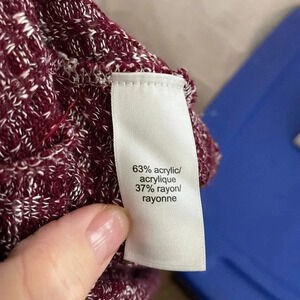 63% acrylic/
acrylique
37% rayon/
rayonne